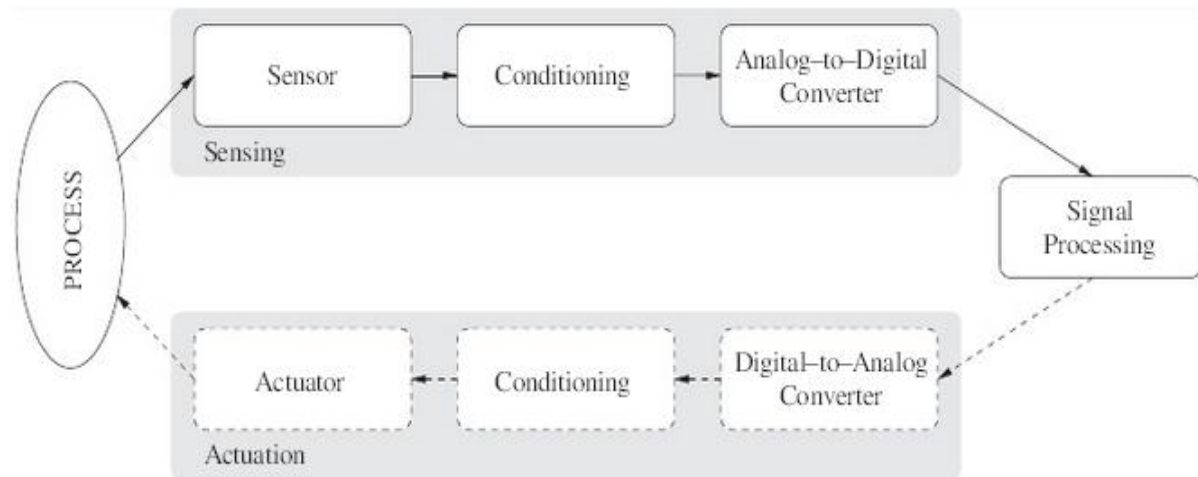 Sensor
Conditioning
Analog–to–Digital
Converter
Sensing
PROCESS
Signal
Processing
Actuator
Conditioning
Digital–to–Analog
Converter
Actuation